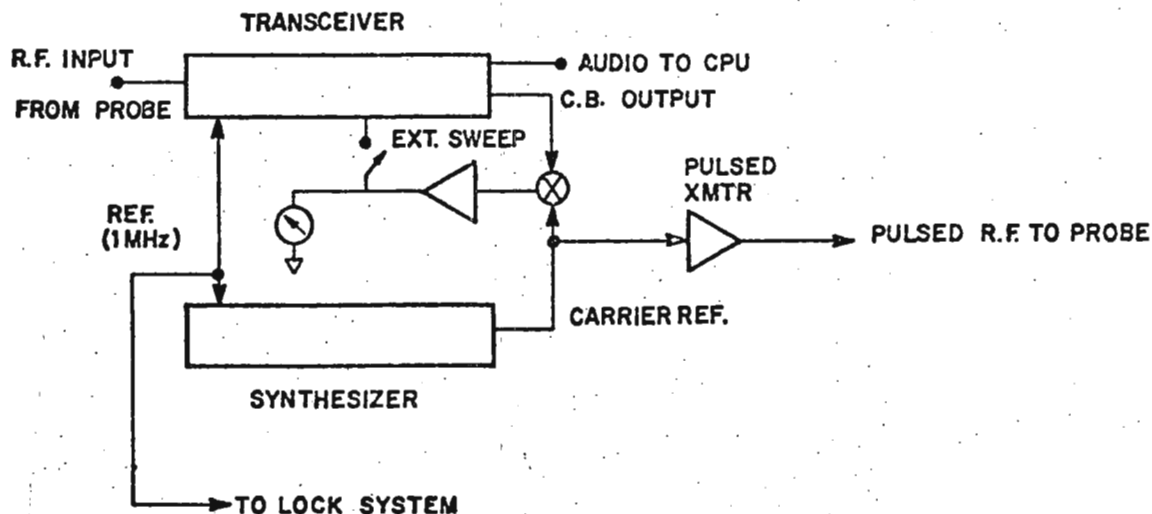 TRANSCEIVER
R.F. INPUT
FROM PROBE
AUDIO TO CPU
C.B. OUTPUT
EXT. SWEEP
PULSED
XMTR
REF.
(1MHz)
PULSED R.F. TO PROBE
CARRIER REF.
SYNTHESIZER
TO LOCK SYSTEM